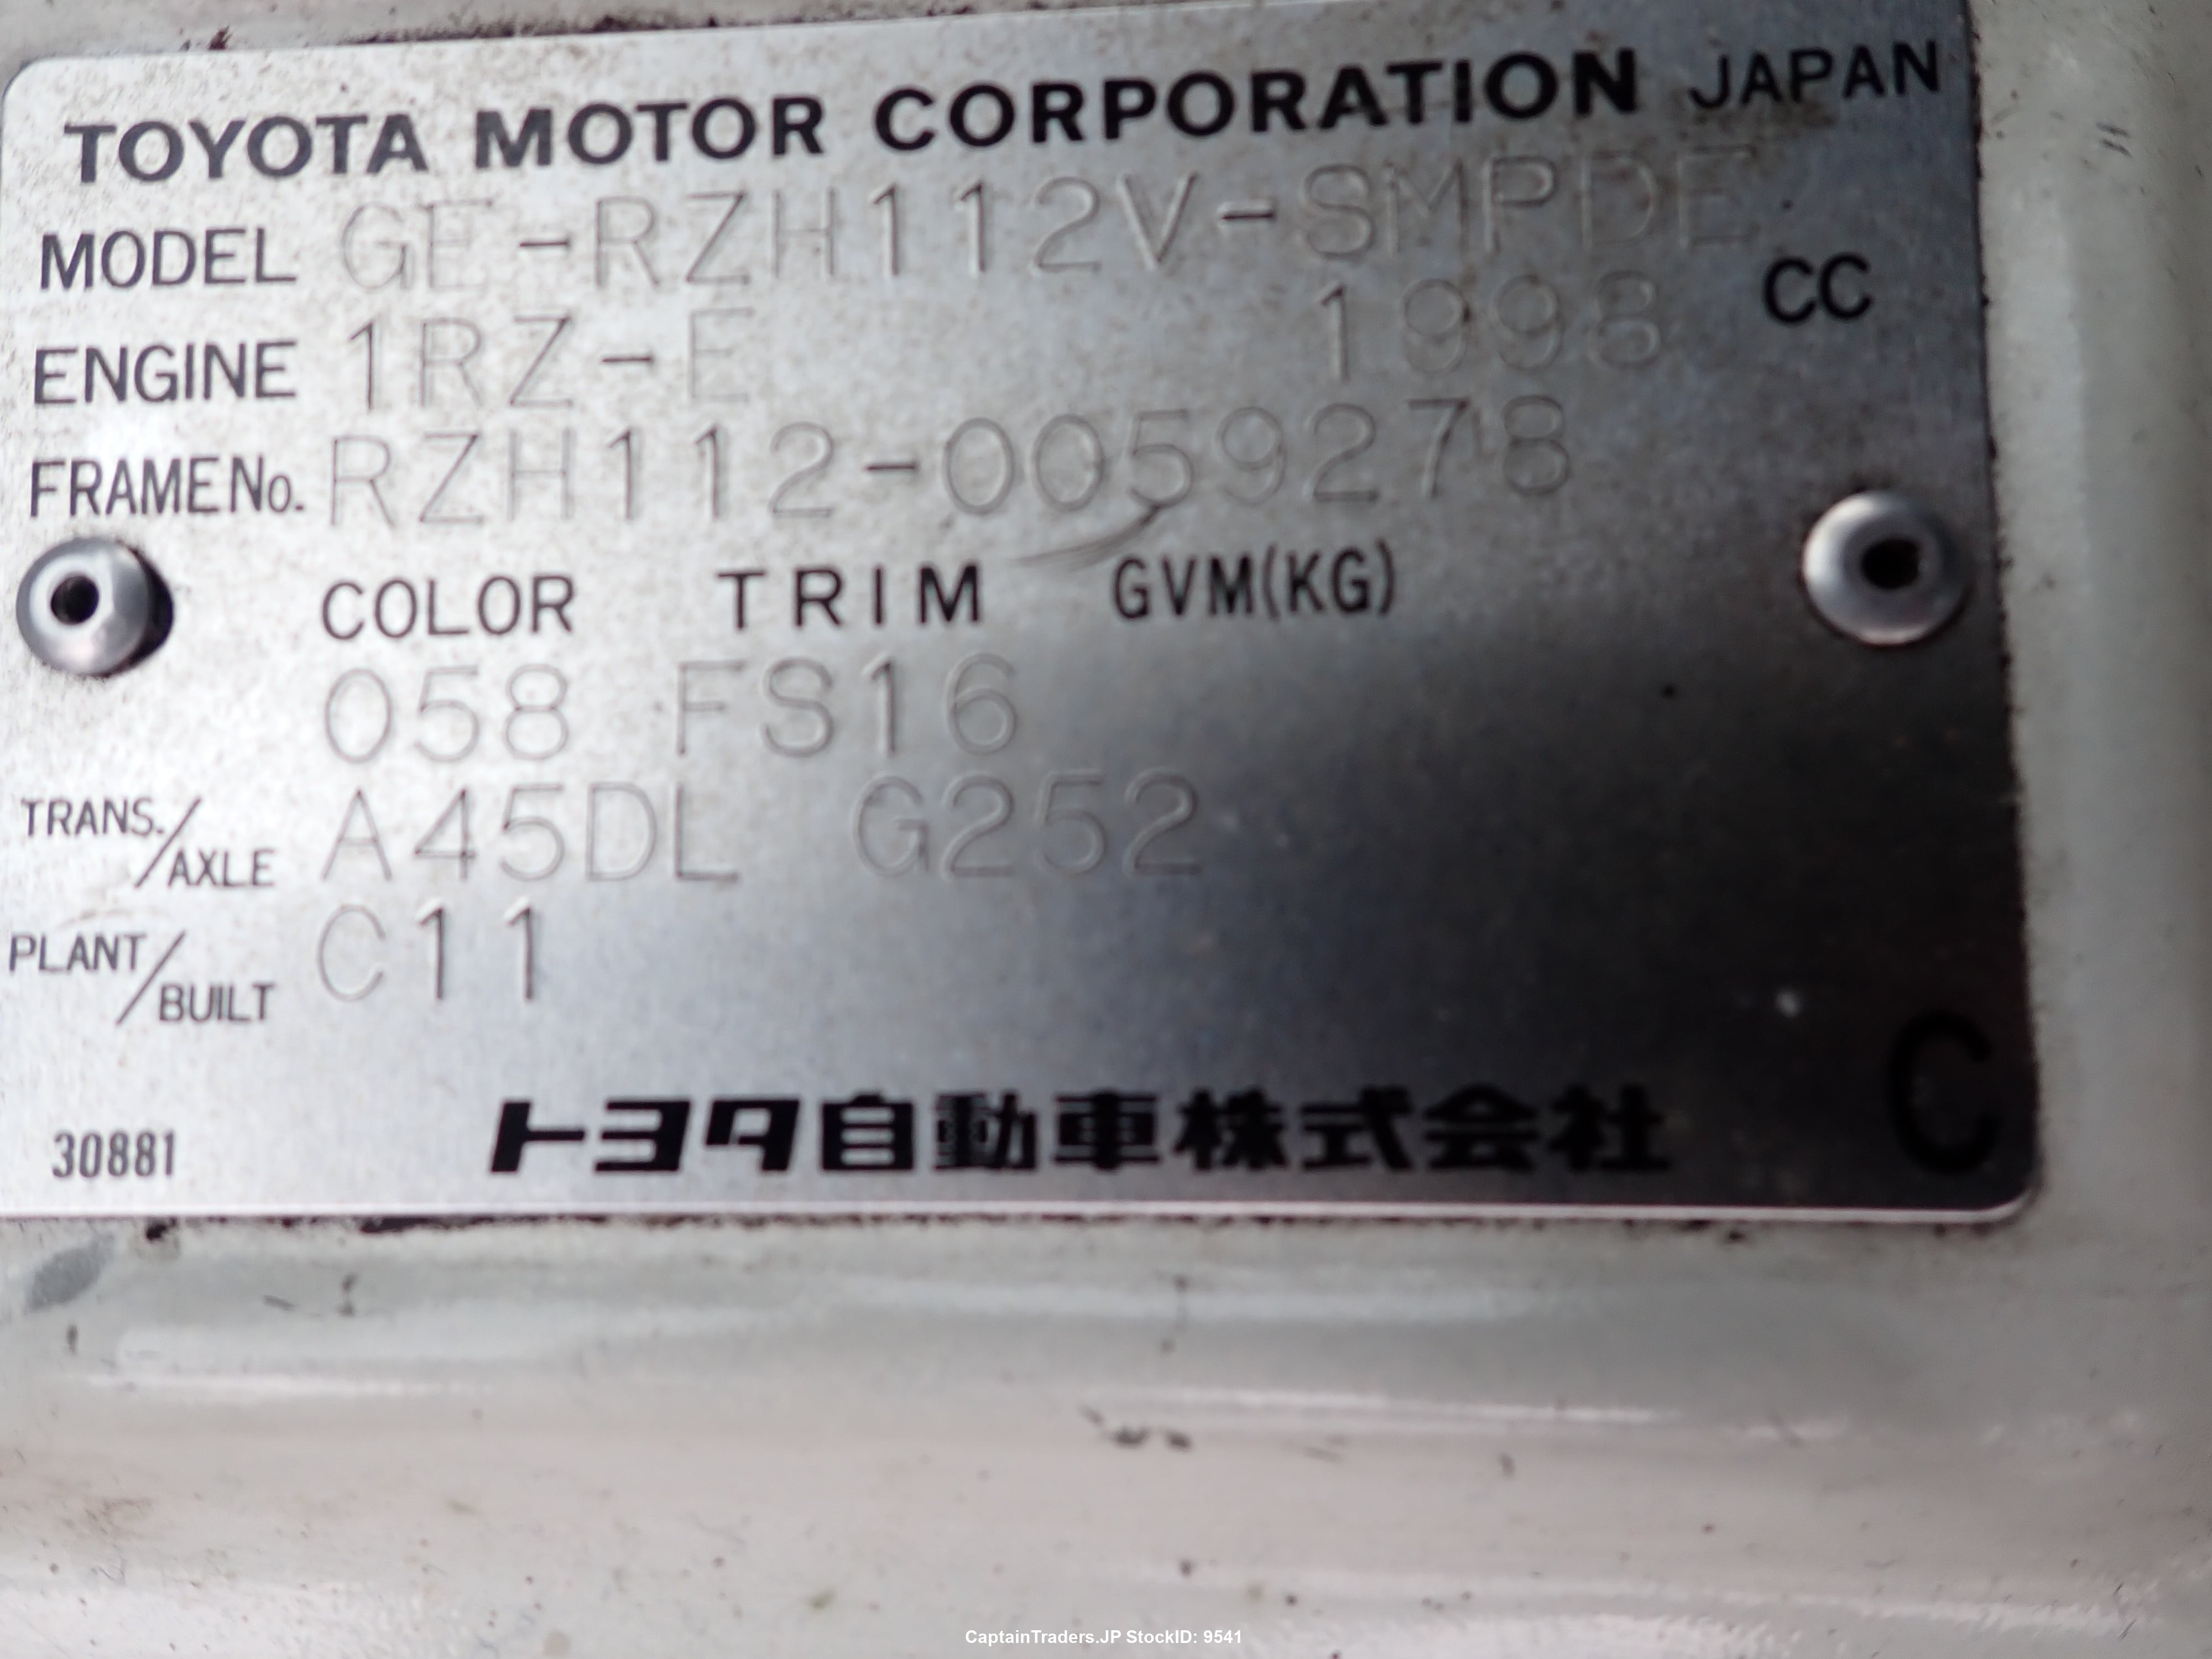 TOYOTA MOTOR CORPORATION JAPAN
MODEL GE-RZH112V-SMPDE
ENGINE 1RZ-E 1998 CC
FRAME No. RZH112-0059278
COLOR TRIM GVM(KG)
058 FS16
TRANS./AXLE A45DL G252
PLANT/BUILT C11
C
30881 トヨタ自動車株式会社
CaptainTraders.JP StockID: 9541